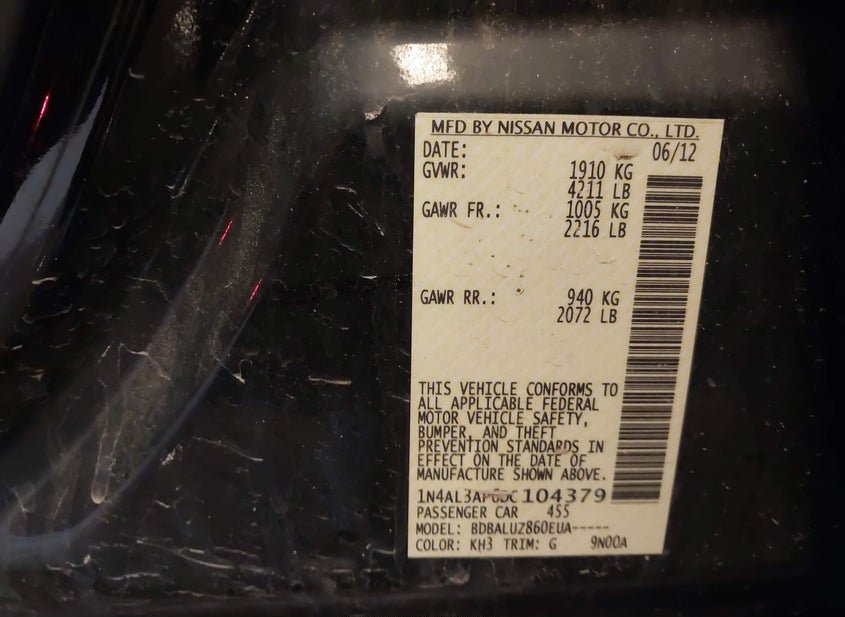 MFD BY NISSAN MOTOR CO., LTD.
DATE: 06/12
GVWR: 1910 KG
4211 LB
GAWR FR.: 1005 KG
2216 LB
GAWR RR.: 940 KG
2072 LB
THIS VEHICLE CONFORMS TO
ALL APPLICABLE FEDERAL
MOTOR VEHICLE SAFETY,
BUMPER, AND THEFT
PREVENTION STANDARDS IN
EFFECT ON THE DATE OF
MANUFACTURE SHOWN ABOVE.
1N4AL3AP6DC104379
PASSENGER CAR 455
MODEL: BDBALUZ860EUA-----
COLOR: KH3 TRIM: G 9N00A